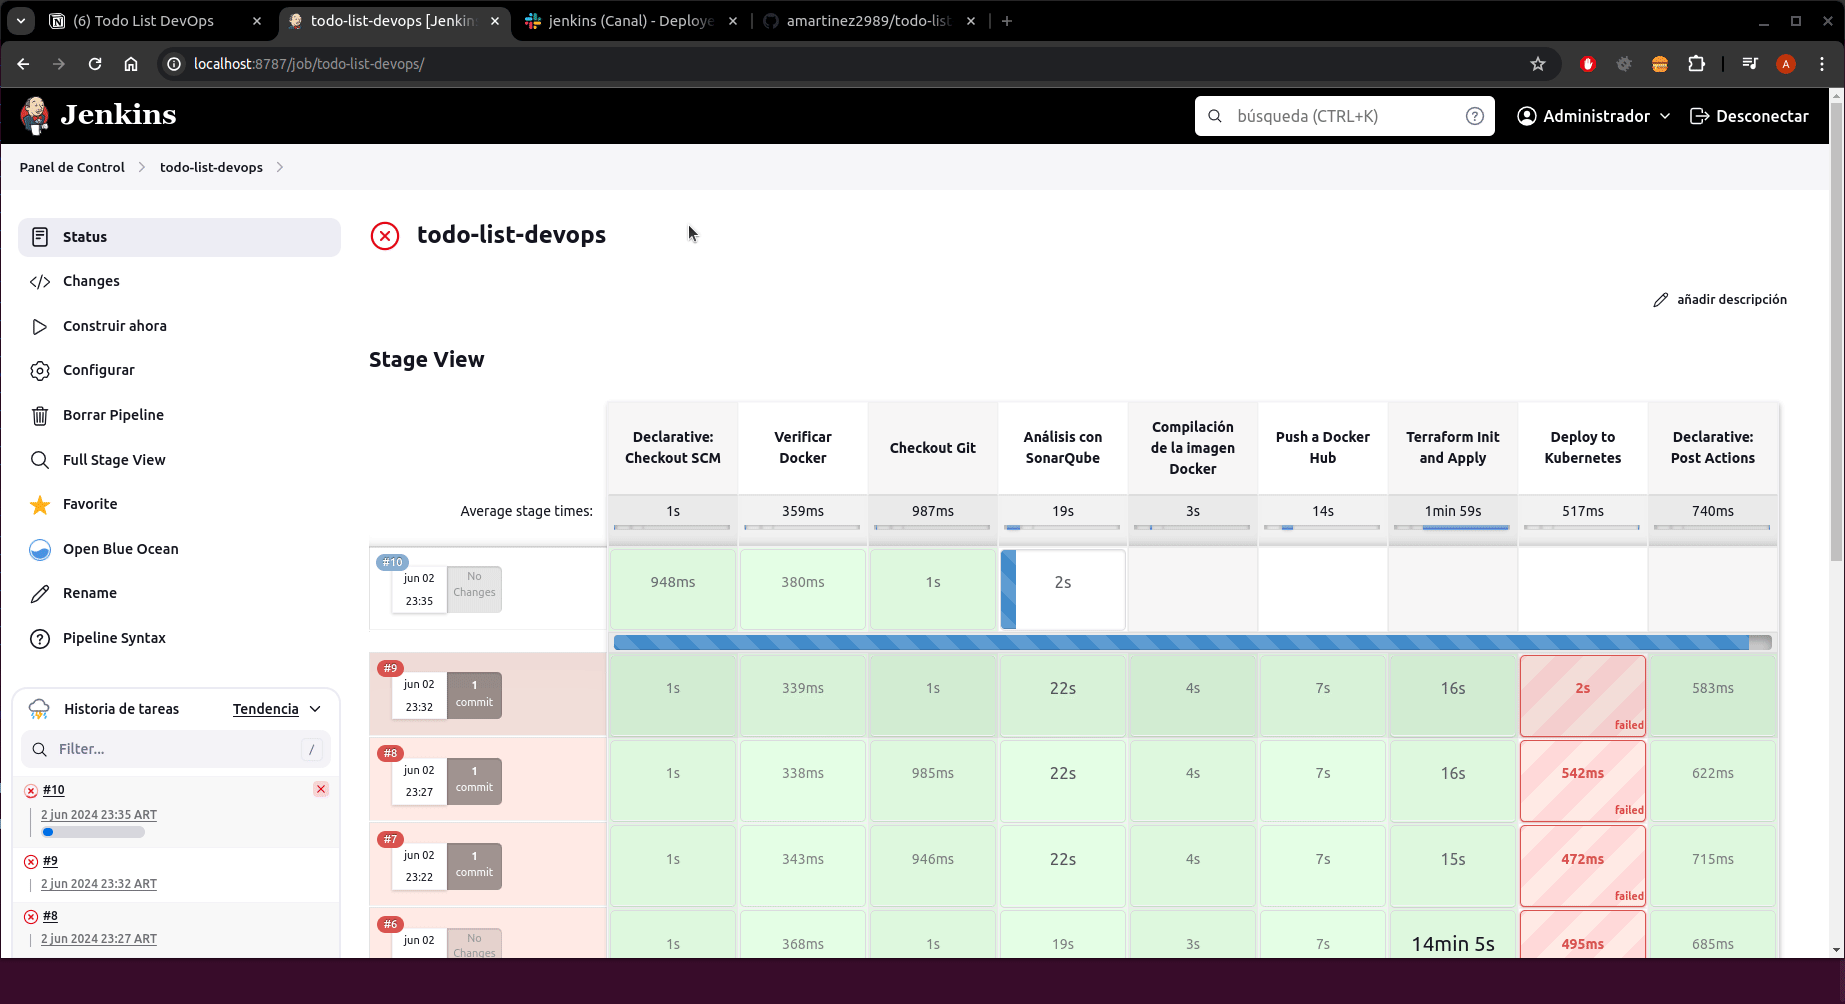 (6) Todo List DevOps
todo-list-devops [Jenkins
jenkins (Canal) - Deploye
amartinez2989/todo-list
localhost:8787/job/todo-list-devops/
A
Jenkins
búsqueda (CTRL+K)
?
Administrador
Desconectar
Panel de Control
todo-list-devops
Status
Changes
Construir ahora
Configurar
Borrar Pipeline
Full Stage View
Favorite
Open Blue Ocean
Rename
Pipeline Syntax
Historia de tareas
Tendencia
Filter...
/
#10
2 jun 2024 23:35 ART
#9
2 jun 2024 23:32 ART
#8
2 jun 2024 23:27 ART
todo-list-devops
añadir descripción
Stage View
Declarative: Checkout SCM
Verificar Docker
Checkout Git
Análisis con SonarQube
Compilación de la imagen Docker
Push a Docker Hub
Terraform Init and Apply
Deploy to Kubernetes
Declarative: Post Actions
Average stage times:
1s
359ms
987ms
19s
3s
14s
1min 59s
517ms
740ms
#10
jun 02
23:35
No Changes
948ms
380ms
1s
2s
#9
jun 02
23:32
1 commit
1s
339ms
1s
22s
4s
7s
16s
2s
failed
583ms
#8
jun 02
23:27
1 commit
1s
338ms
985ms
22s
4s
7s
16s
542ms
failed
622ms
#7
jun 02
23:22
1 commit
1s
343ms
946ms
22s
4s
7s
15s
472ms
failed
715ms
#6
jun 02
No Changes
1s
368ms
1s
19s
3s
7s
14min 5s
495ms
685ms